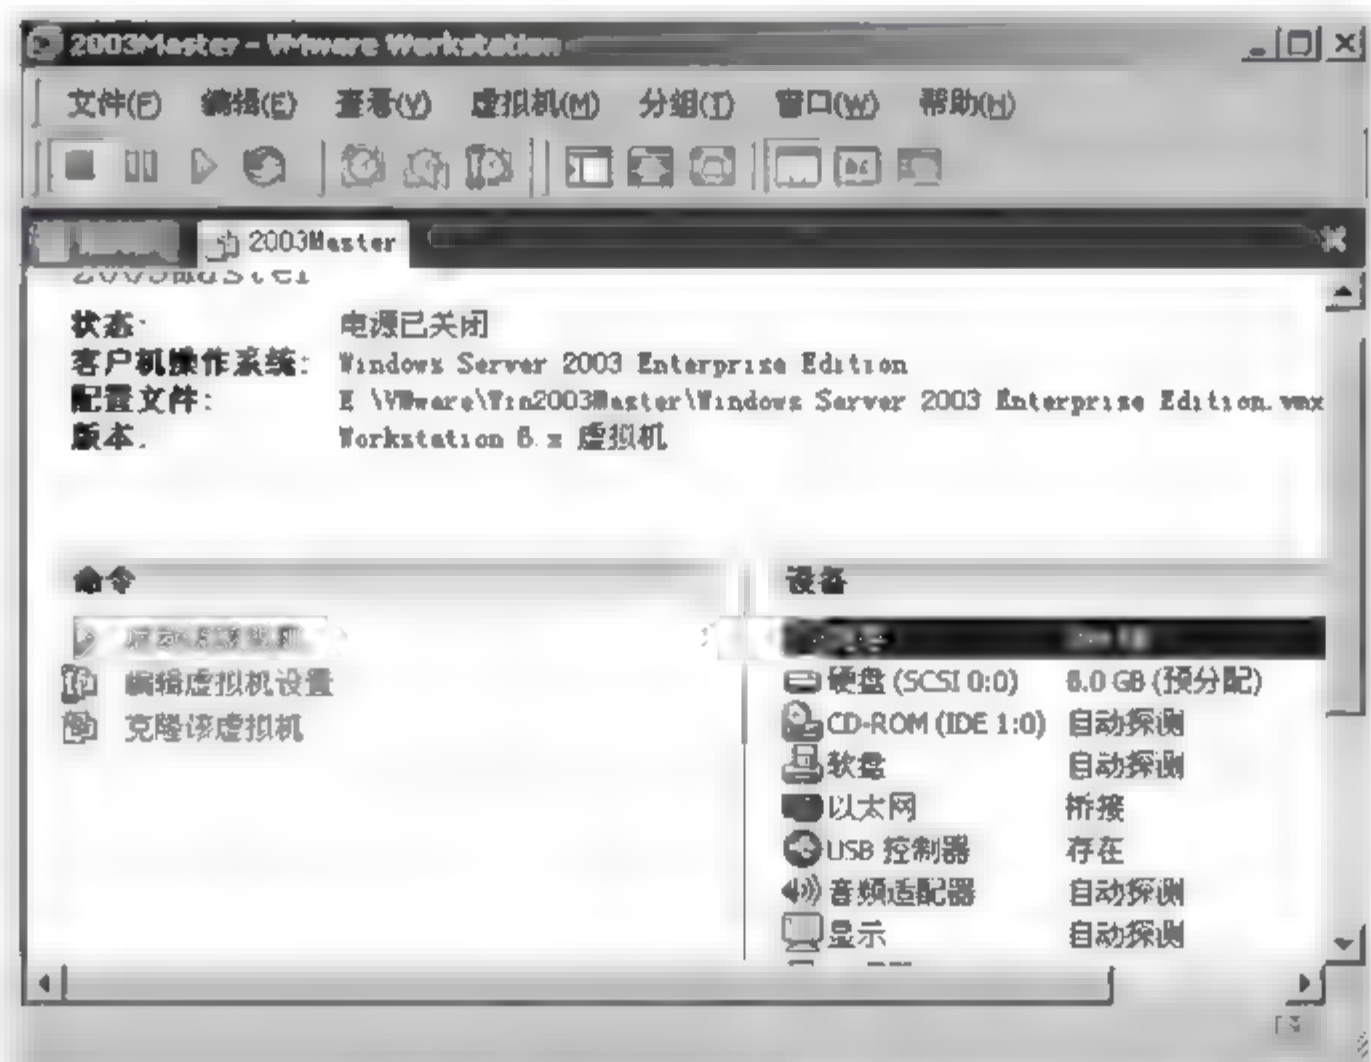 2003Master - VMware Workstation
文件(F) 编辑(E) 查看(V) 虚拟机(M) 分组(T) 窗口(W) 帮助(H)
2003Master
2003Master
状态: 电源已关闭
客户机操作系统: Windows Server 2003 Enterprise Edition
配置文件: E:\VMware\Win2003Master\Windows Server 2003 Enterprise Edition.vmx
版本: Workstation 6.x 虚拟机
命令 设备
编辑虚拟机设置 硬盘 (SCSI 0:0) 8.0 GB (预分配)
克隆该虚拟机 CD-ROM (IDE 1:0) 自动探测
软盘 自动探测
以太网 桥接
USB 控制器 存在
音频适配器 自动探测
显示 自动探测